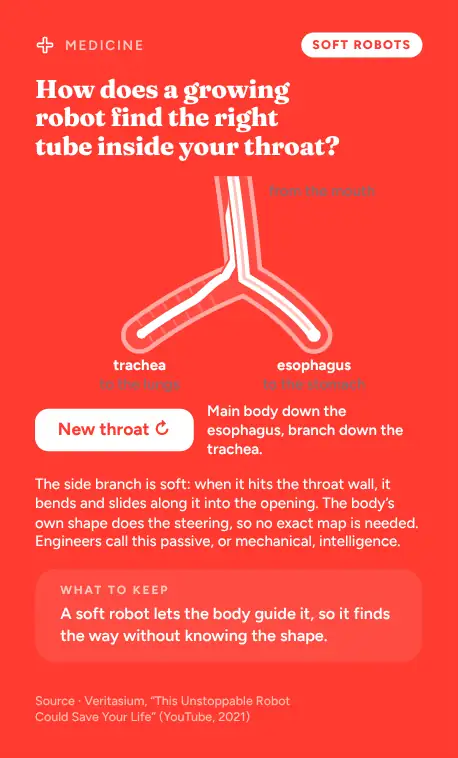 MEDICINE
SOFT ROBOTS
How does a growing
robot find the right
tube inside your throat?
from the mouth
trachea
esophagus
to the lungs
to the stomach
New throat ↻
Main body down the
esophagus, branch down the
trachea.
The side branch is soft: when it hits the throat wall, it
bends and slides along it into the opening. The body’s
own shape does the steering, so no exact map is needed.
Engineers call this passive, or mechanical, intelligence.
WHAT TO KEEP
A soft robot lets the body guide it, so it finds
the way without knowing the shape.
Source · Veritasium, “This Unstoppable Robot
Could Save Your Life” (YouTube, 2021)